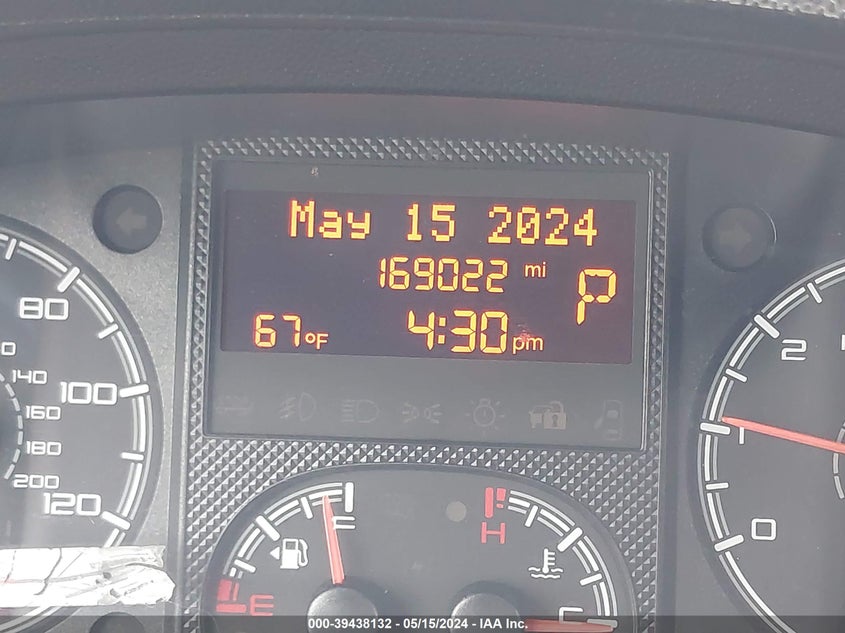 May 15 2024
169022 mi
P
67°F
4:30 pm
80
100
120
140
160
180
200
2
1
0
F
E
H
C
000-39438132 - 05/15/2024 - IAA Inc.